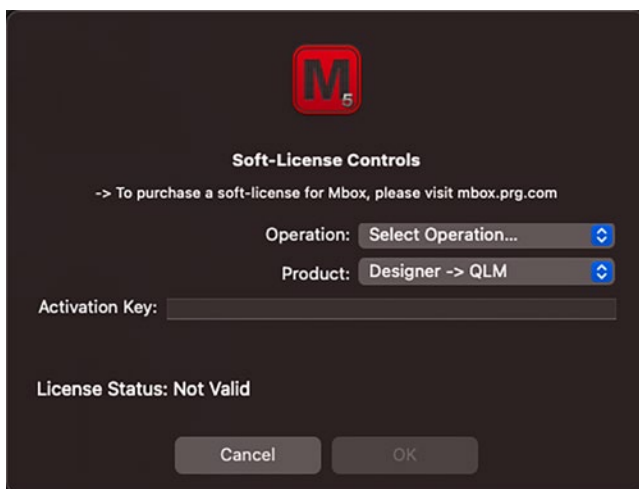 M5
Soft-License Controls
-> To purchase a soft-license for Mbox, please visit mbox.prg.com
Operation: Select Operation...
Product: Designer -> QLM
Activation Key:
License Status: Not Valid
Cancel OK